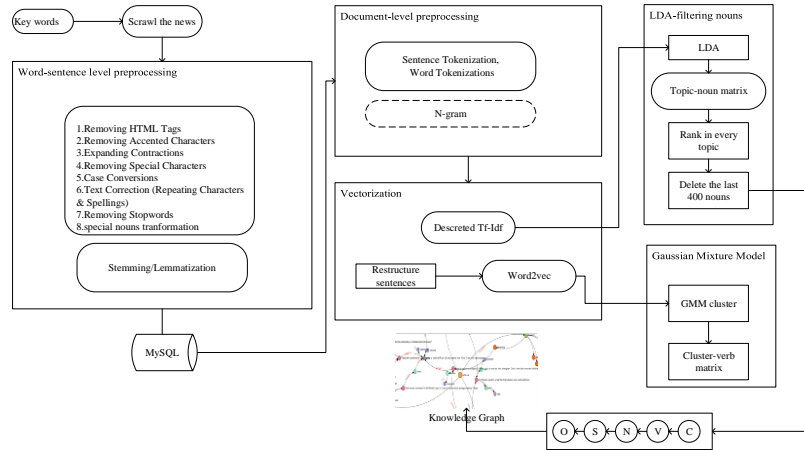 Key words
Scrawl the news
Word-sentence level preprocessing
1.Removing HTML Tags
2.Removing Accented Characters
3.Expanding Contractions
4.Removing Special Characters
5.Case Conversions
6.Text Correction (Repeating Characters
& Spellings)
7.Removing Stopwords
8.special nouns tranformation
Stemming/Lemmatization
MySQL
Document-level preprocessing
Sentence Tokenization,
Word Tokenizations
N-gram
Vectorization
Descreted Tf-Idf
Restructure
sentences
Word2vec
LDA-filtering nouns
LDA
Topic-noun matrix
Rank in every
topic
Delete the last
400 nouns
Gaussian Mixture Model
GMM cluster
Cluster-verb
matrix
Knowledge Graph
O S N V C